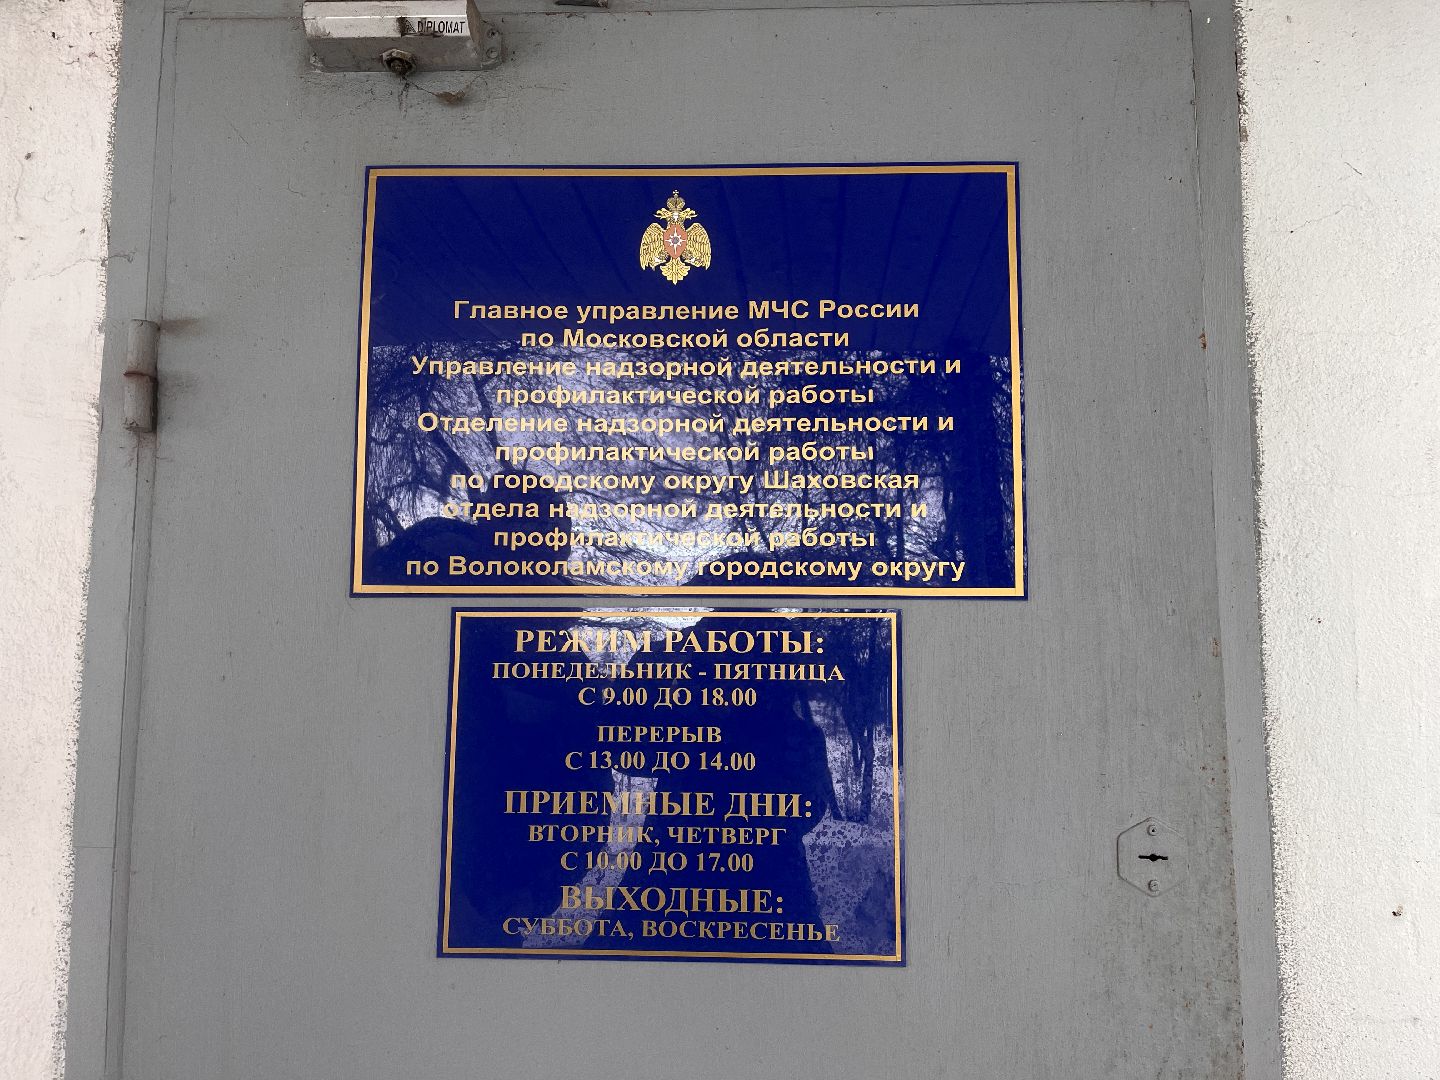 DIPLOMAT
Главное управление МЧС России
по Московской области
Управление надзорной деятельности и
профилактической работы
Отделение надзорной деятельности и
профилактической работы
по городскому округу Шаховская
отдела надзорной деятельности и
профилактической работы
по Волоколамскому городскому округу
РЕЖИМ РАБОТЫ:
ПОНЕДЕЛЬНИК - ПЯТНИЦА
С 9.00 ДО 18.00
ПЕРЕРЫВ
С 13.00 ДО 14.00
ПРИЕМНЫЕ ДНИ:
ВТОРНИК, ЧЕТВЕРГ
С 10.00 ДО 17.00
ВЫХОДНЫЕ:
СУББОТА, ВОСКРЕСЕНЬЕ